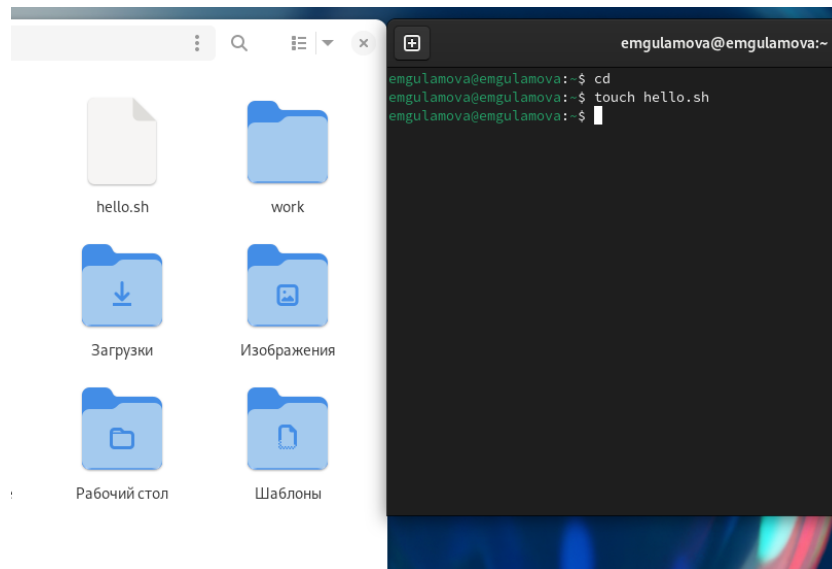 hello.sh
work
Загрузки
Изображения
Рабочий стол
Шаблоны
emgulamova@emgulamova:~
emgulamova@emgulamova:~$ cd
emgulamova@emgulamova:~$ touch hello.sh
emgulamova@emgulamova:~$